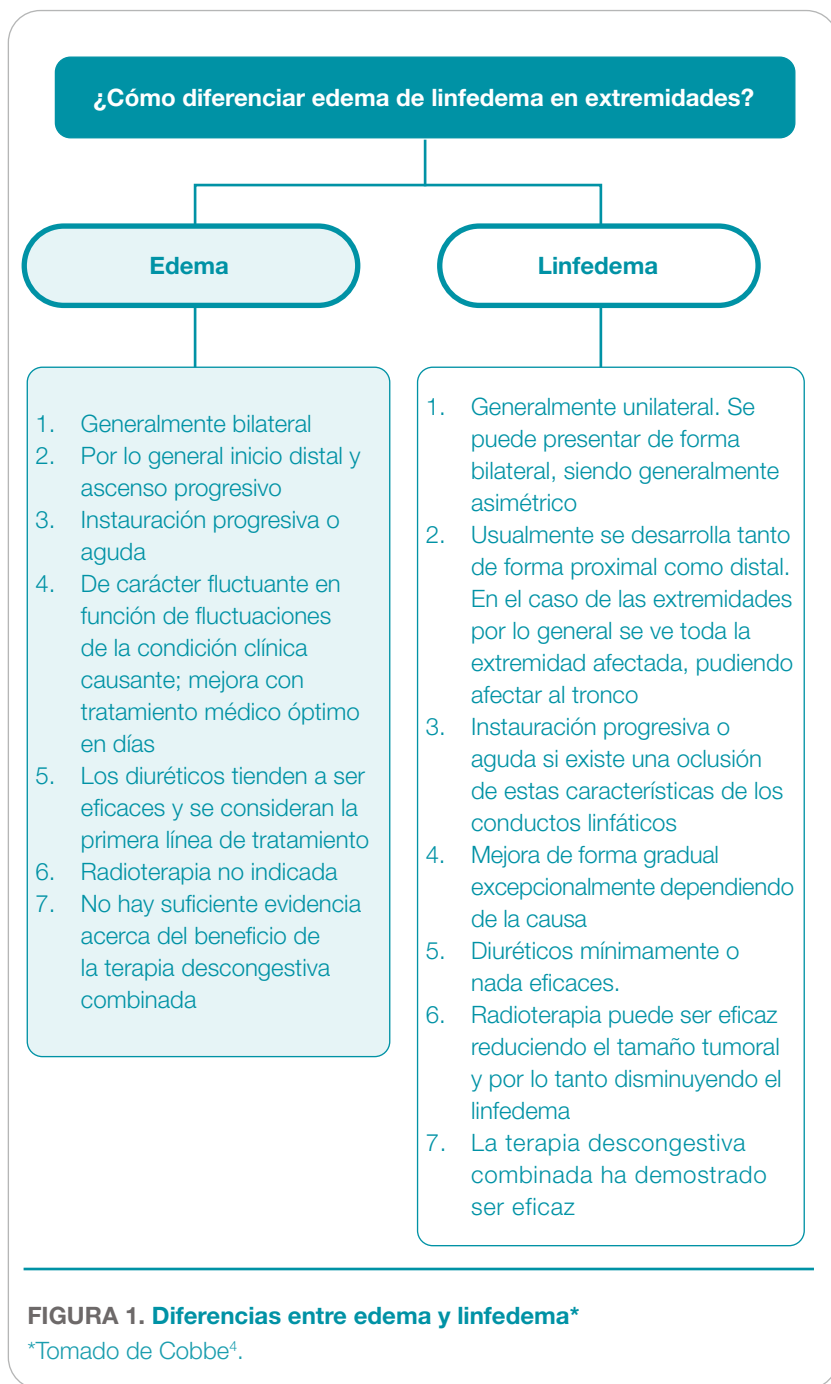 ¿Cómo diferenciar edema de linfedema en extremidades?
Edema
1. Generalmente bilateral
2. Por lo general inicio distal y
ascenso progresivo
3. Instauración progresiva o
aguda
4. De carácter fluctuante en
función de fluctuaciones
de la condición clínica
causante; mejora con
tratamiento médico óptimo
en días
5. Los diuréticos tienden a ser
eficaces y se consideran la
primera línea de tratamiento
6. Radioterapia no indicada
7. No hay suficiente evidencia
acerca del beneficio de
la terapia descongestiva
combinada
Linfedema
1. Generalmente unilateral. Se
puede presentar de forma
bilateral, siendo generalmente
asimétrico
2. Usualmente se desarrolla tanto
de forma proximal como distal.
En el caso de las extremidades
por lo general se ve toda la
extremidad afectada, pudiendo
afectar al tronco
3. Instauración progresiva o
aguda si existe una oclusión
de estas características de los
conductos linfáticos
4. Mejora de forma gradual
excepcionalmente dependiendo
de la causa
5. Diuréticos mínimamente o
nada eficaces.
6. Radioterapia puede ser eficaz
reduciendo el tamaño tumoral
y por lo tanto disminuyendo el
linfedema
7. La terapia descongestiva
combinada ha demostrado
ser eficaz
FIGURA 1. Diferencias entre edema y linfedema*
*Tomado de Cobbe⁴.